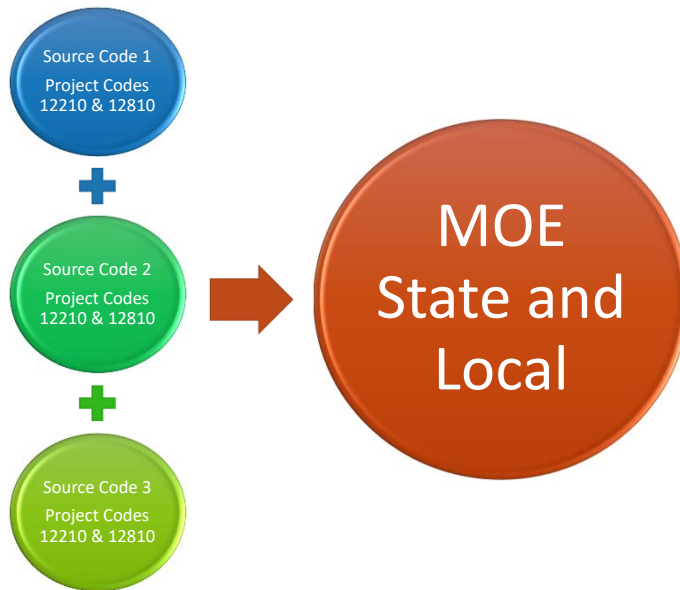 Source Code 1
Project Codes
12210 & 12810
Source Code 2
Project Codes
12210 & 12810
Source Code 3
Project Codes
12210 & 12810
MOE
State and
Local